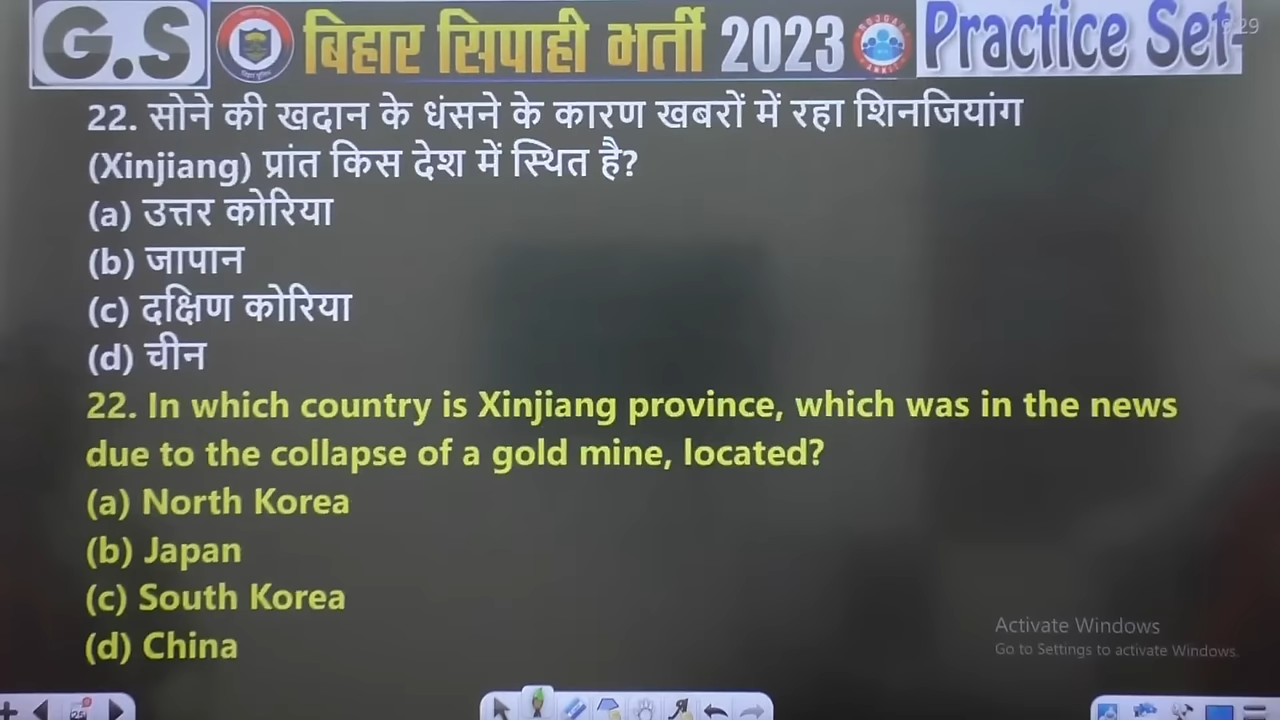 G.S बिहार सिपाही भर्ती 2023 Practice Set-
22. सोने की खदान के धंसने के कारण खबरों में रहा शिनजियांग
(Xinjiang) प्रांत किस देश में स्थित है?
(a) उत्तर कोरिया
(b) जापान
(c) दक्षिण कोरिया
(d) चीन
22. In which country is Xinjiang province, which was in the news
due to the collapse of a gold mine, located?
(a) North Korea
(b) Japan
(c) South Korea
(d) China
Activate Windows
Go to Settings to activate Windows.